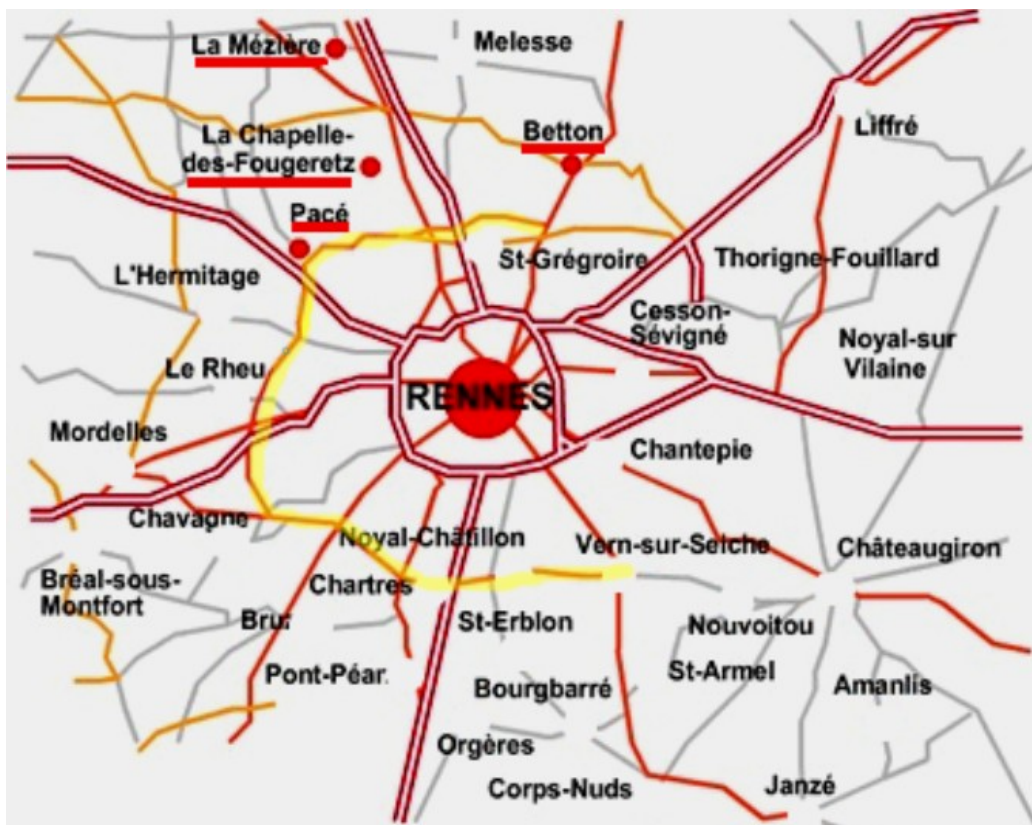 La Mézière
Melesse
La Chapelle-
des-Fougeretz
Betton
Liffré
Pacé
L'Hermitage
St-Grégroire
Thorigne-Fouillard
Cesson-
Sévigné
Noyal-sur
Vilaine
Le Rheu
RENNES
Mordelles
Chantepie
Chavagne
Noyal-Châtillon
Vern-sur-Seiche
Châteaugiron
Bréal-sous-
Montfort
Chartres
Bruz
St-Erblon
Nouvoitou
Pont-Péar
St-Armel
Bourgbarré
Amanlis
Orgères
Corps-Nuds
Janzé